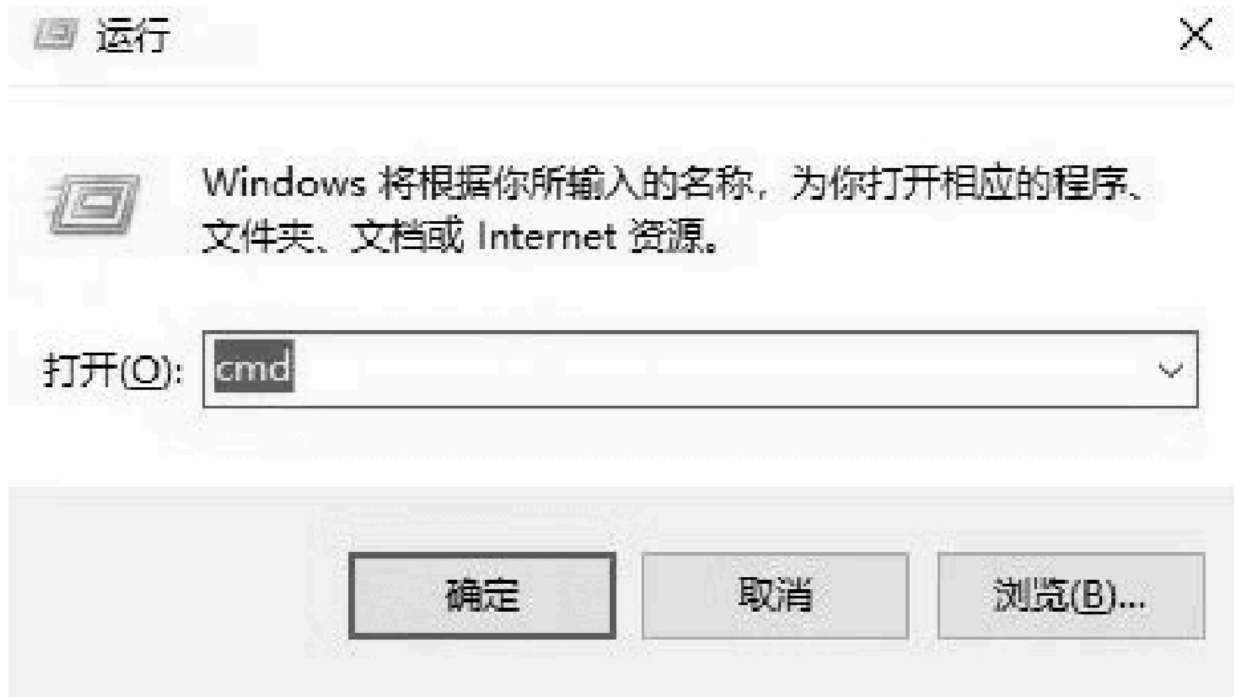 运行
Windows 将根据你所输入的名称，为你打开相应的程序、
文件夹、文档或 Internet 资源。
打开(O): cmd
确定 取消 浏览(B)...